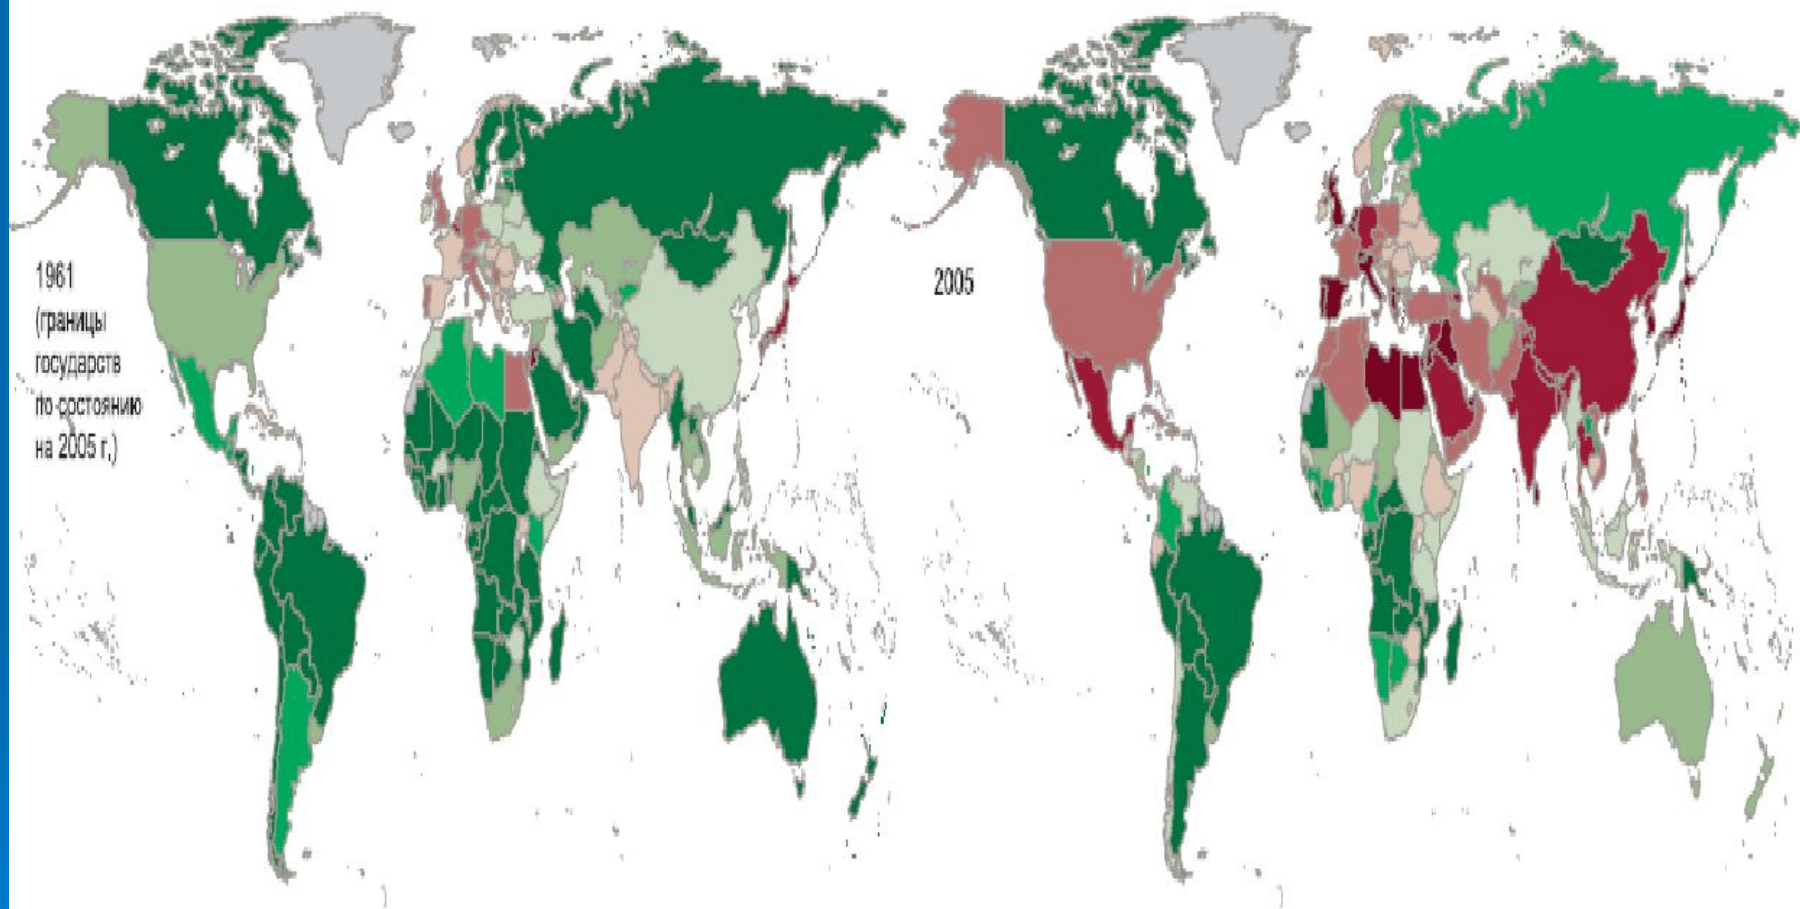 1961
(границы
государств
по состоянию
на 2005 г.)
2005